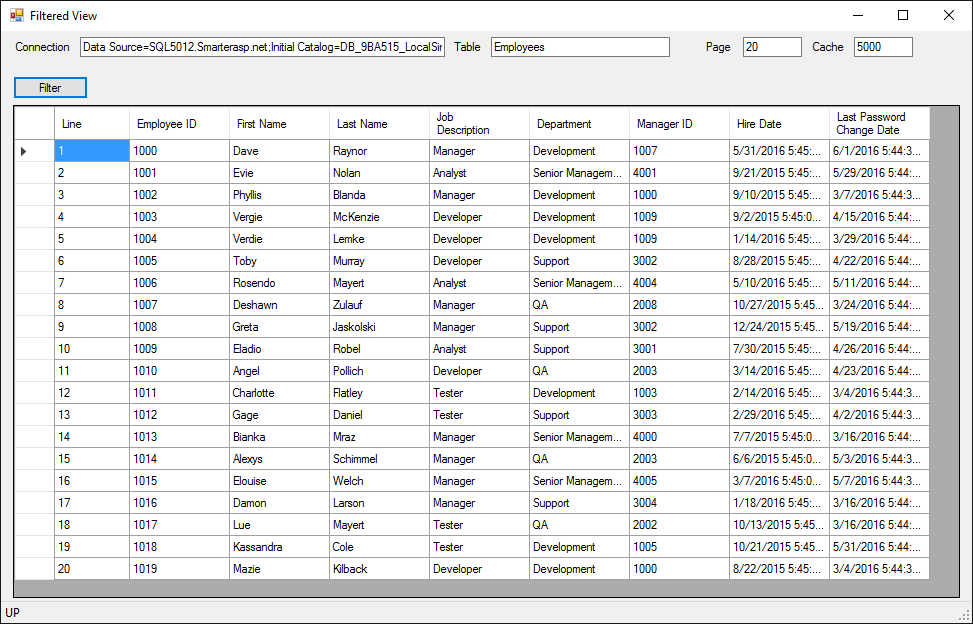 Filtered View
Connection Data Source=SQL5012.Smarterasp.net;Initial Catalog=DB_9BA515_LocalSir Table Employees Page 20 Cache 5000
Filter
Line Employee ID First Name Last Name Job Description Department Manager ID Hire Date Last Password Change Date
1 1000 Dave Raynor Manager Development 1007 5/31/2016 5:45:... 6/1/2016 5:44:3...
2 1001 Evie Nolan Analyst Senior Managem... 4001 9/21/2015 5:45:... 5/29/2016 5:44:...
3 1002 Phyllis Blanda Manager Development 1000 9/10/2015 5:45:... 3/7/2016 5:44:3...
4 1003 Vergie McKenzie Developer Development 1009 9/2/2015 5:45:0... 4/15/2016 5:44:...
5 1004 Verdie Lemke Developer Development 1009 1/14/2016 5:45:... 3/29/2016 5:44:...
6 1005 Toby Murray Developer Support 3002 8/28/2015 5:45:... 4/22/2016 5:44:...
7 1006 Rosendo Mayert Analyst Senior Managem... 4004 5/10/2016 5:45:... 5/11/2016 5:44:...
8 1007 Deshawn Zulauf Manager QA 2008 10/27/2015 5:45... 3/24/2016 5:44:...
9 1008 Greta Jaskolski Manager Support 3002 12/24/2015 5:45... 5/19/2016 5:44:...
10 1009 Eladio Robel Analyst Support 3001 7/30/2015 5:45:... 4/26/2016 5:44:...
11 1010 Angel Pollich Developer QA 2003 3/14/2016 5:45:... 4/23/2016 5:44:...
12 1011 Charlotte Flatley Tester Development 1003 2/14/2016 5:45:... 3/4/2016 5:44:3...
13 1012 Gage Daniel Tester Support 3003 2/29/2016 5:45:... 4/2/2016 5:44:3...
14 1013 Bianka Mraz Manager Senior Managem... 4000 7/7/2015 5:45:0... 3/16/2016 5:44:...
15 1014 Alexys Schimmel Manager QA 2003 6/6/2015 5:45:0... 5/3/2016 5:44:3...
16 1015 Elouise Welch Manager Senior Managem... 4005 3/7/2016 5:45:0... 5/7/2016 5:44:3...
17 1016 Damon Larson Manager Support 3004 1/18/2016 5:45:... 3/16/2016 5:44:...
18 1017 Lue Mayert Tester QA 2002 10/13/2015 5:45... 3/16/2016 5:44:...
19 1018 Kassandra Cole Tester Development 1005 10/21/2015 5:45... 5/31/2016 5:44:...
20 1019 Mazie Kilback Developer Development 1000 8/22/2015 5:45:... 3/4/2016 5:44:3...
UP